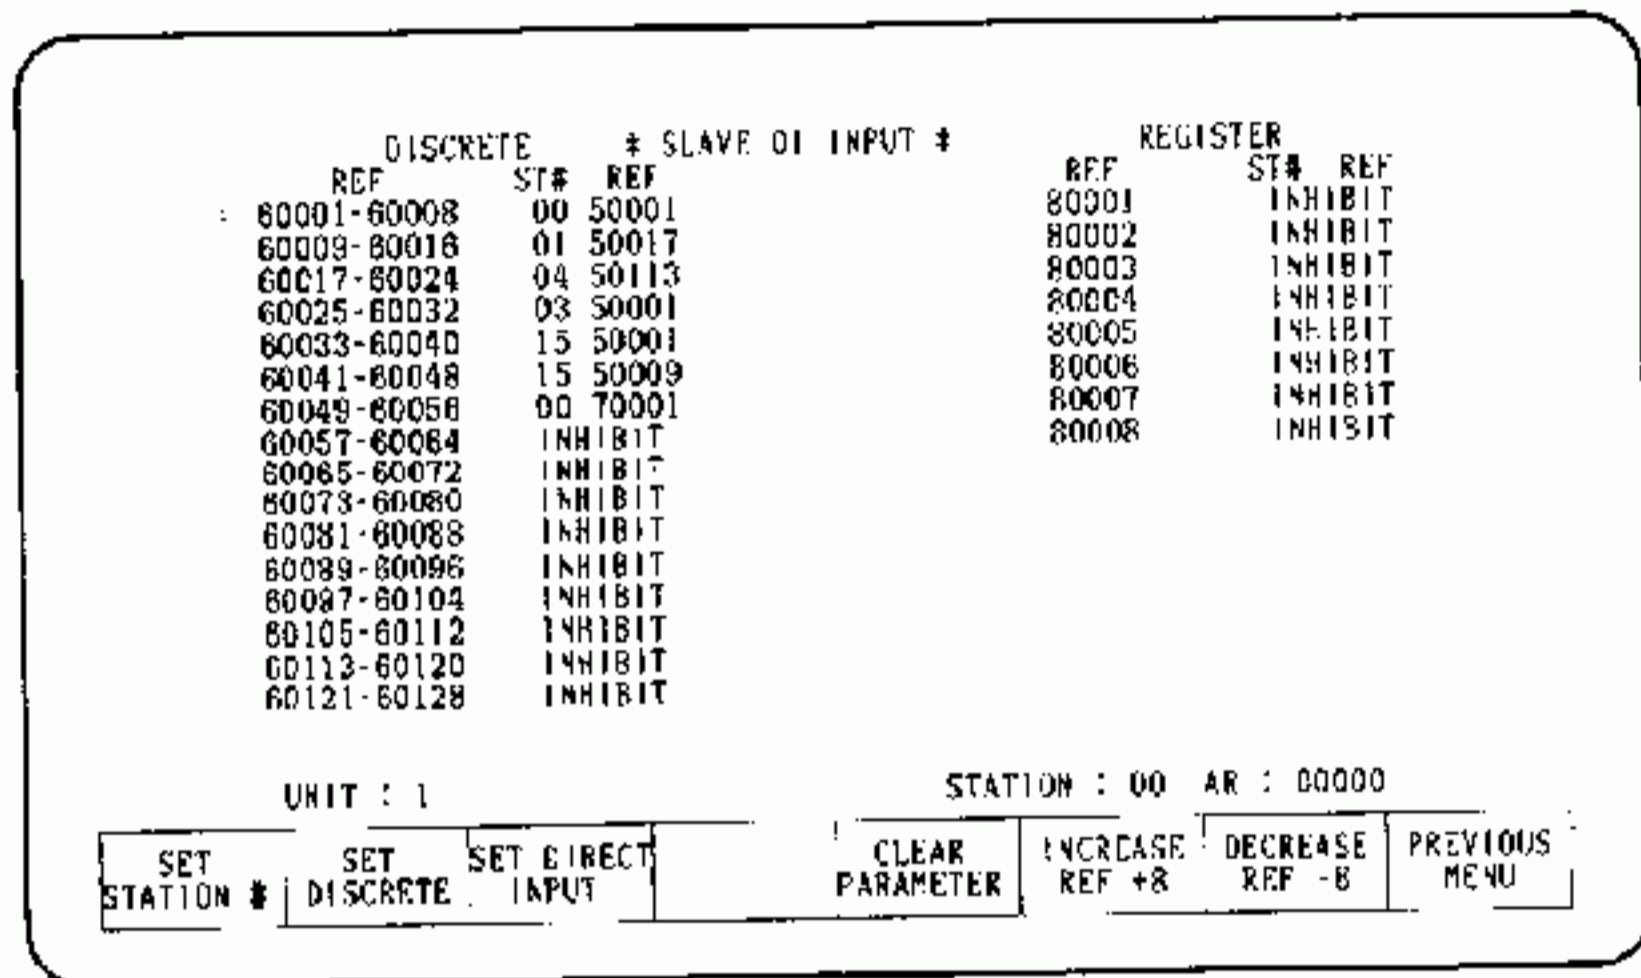 DISCRETE * SLAVE 01 INPUT * REGISTER
REF ST# REF REF ST# REF
: 60001-60008 00 50001 80001 INHIBIT
60009-60016 01 50017 80002 INHIBIT
60017-60024 04 50113 80003 INHIBIT
60025-60032 03 50001 80004 INHIBIT
60033-60040 15 50001 80005 INHIBIT
60041-60048 15 50009 80006 INHIBIT
60049-60056 00 70001 80007 INHIBIT
60057-60064 INHIBIT 80008 INHIBIT
60065-60072 INHIBIT
60073-60080 INHIBIT
60081-60088 INHIBIT
60089-60096 INHIBIT
60097-60104 INHIBIT
60105-60112 INHIBIT
60113-60120 INHIBIT
60121-60128 INHIBIT
UNIT : 1 STATION : 00 AR : 00000
SET STATION #
SET DISCRETE
SET DIRECT INPUT
CLEAR PARAMETER
INCREASE REF +8
DECREASE REF -8
PREVIOUS MENU